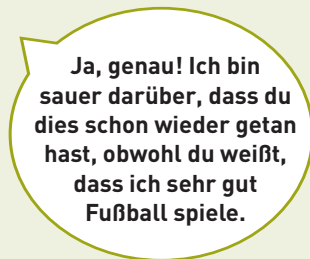 Ja, genau! Ich bin
sauer darüber, dass du
dies schon wieder getan
hast, obwohl du weißt,
dass ich sehr gut
Fußball spiele.